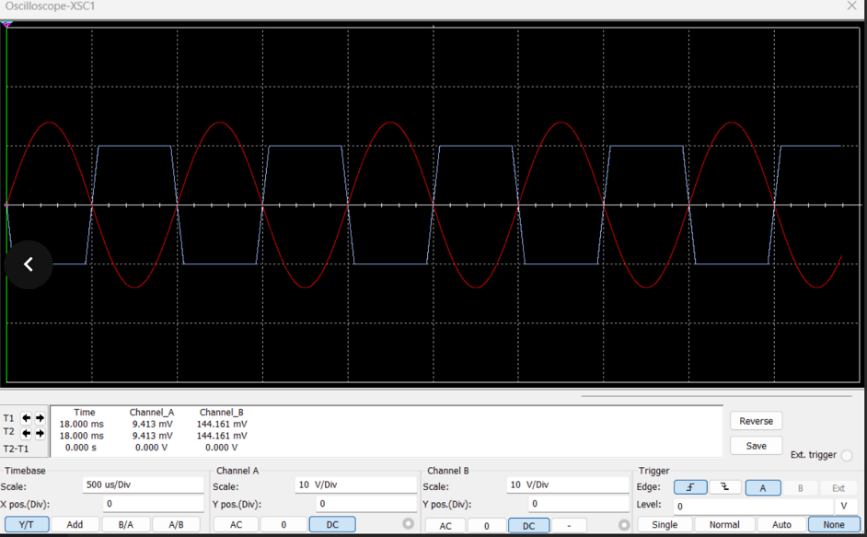 Oscilloscope-XSC1
Time Channel_A Channel_B
T1 18.000 ms 9.413 mV 144.161 mV
T2 18.000 ms 9.413 mV 144.161 mV
T2-T1 0.000 s 0.000 V 0.000 V
Reverse
Save
Ext. trigger
Timebase
Scale: 500 us/Div
X pos.(Div): 0
Y/T Add B/A A/B
Channel A
Scale: 10 V/Div
Y pos.(Div): 0
AC 0 DC
Channel B
Scale: 10 V/Div
Y pos.(Div): 0
AC 0 DC -
Trigger
Edge: A B Ext
Level: 0 V
Single Normal Auto None